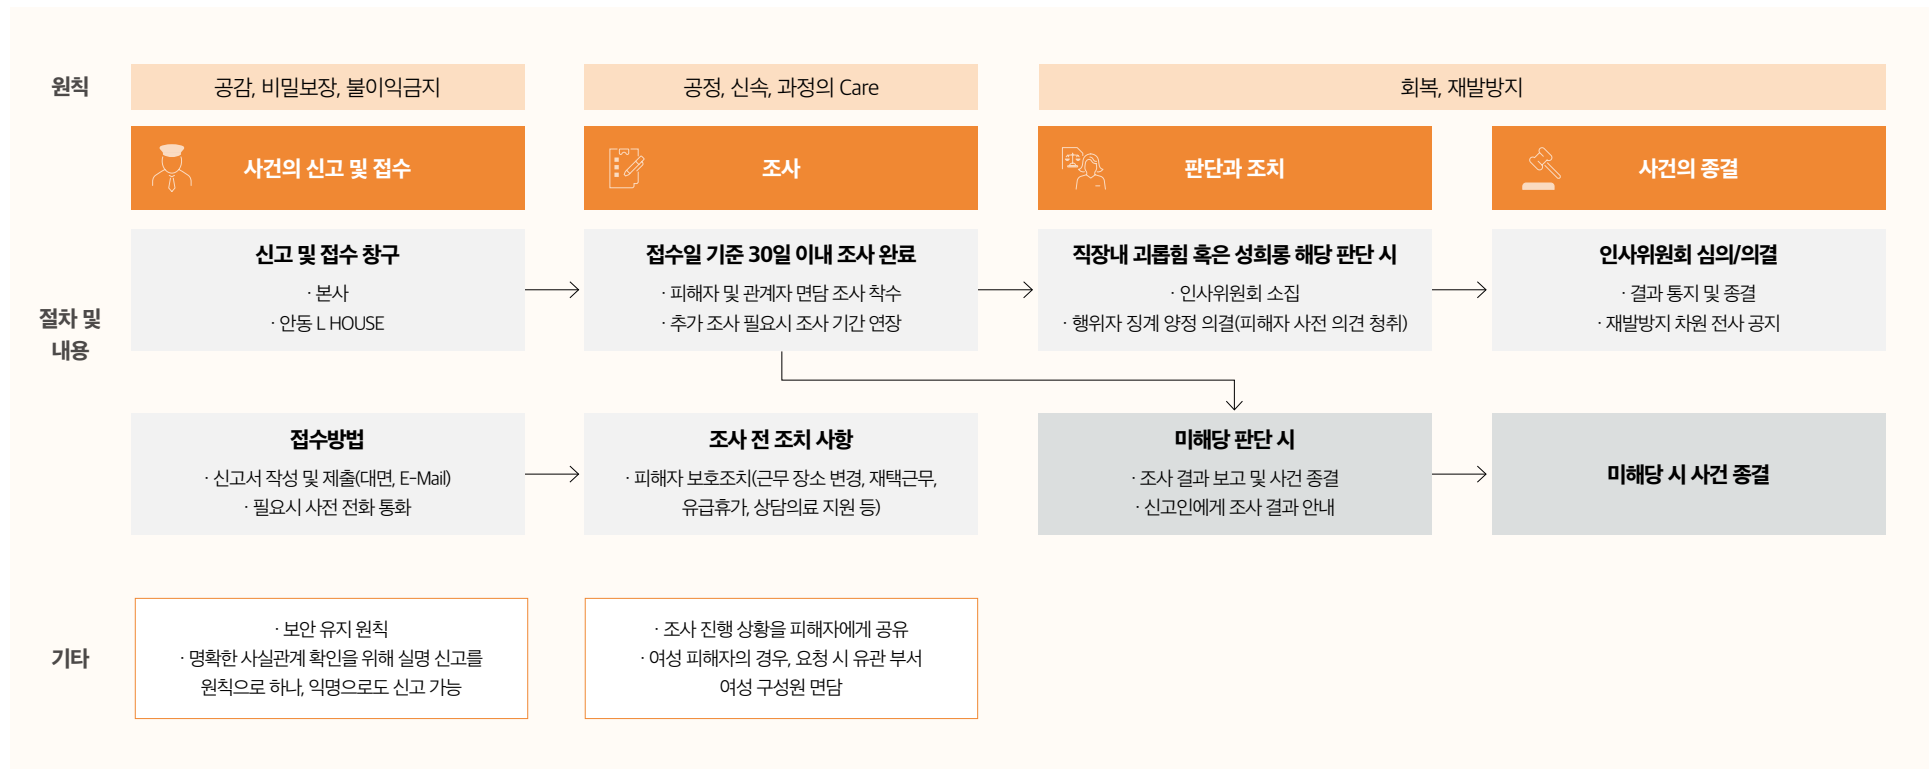 원칙
공감, 비밀보장, 불이익금지
공정, 신속, 과정의 Care
회복, 재발방지
사건의 신고 및 접수
조사
판단과 조치
사건의 종결
절차 및
내용
신고 및 접수 창구
· 본사
· 안동 L HOUSE
접수일 기준 30일 이내 조사 완료
· 피해자 및 관계자 면담 조사 착수
· 추가 조사 필요시 조사 기간 연장
직장내 괴롭힘 혹은 성희롱 해당 판단 시
· 인사위원회 소집
· 행위자 징계 양정 의결(피해자 사전 의견 청취)
인사위원회 심의/의결
· 결과 통지 및 종결
· 재발방지 차원 전사 공지
접수방법
· 신고서 작성 및 제출(대면, E-Mail)
· 필요시 사전 전화 통화
조사 전 조치 사항
· 피해자 보호조치(근무 장소 변경, 재택근무,
유급휴가, 상담의료 지원 등)
미해당 판단 시
· 조사 결과 보고 및 사건 종결
· 신고인에게 조사 결과 안내
미해당 시 사건 종결
기타
· 보안 유지 원칙
· 명확한 사실관계 확인을 위해 실명 신고를
원칙으로 하나, 익명으로도 신고 가능
· 조사 진행 상황을 피해자에게 공유
· 여성 피해자의 경우, 요청 시 유관 부서
여성 구성원 면담